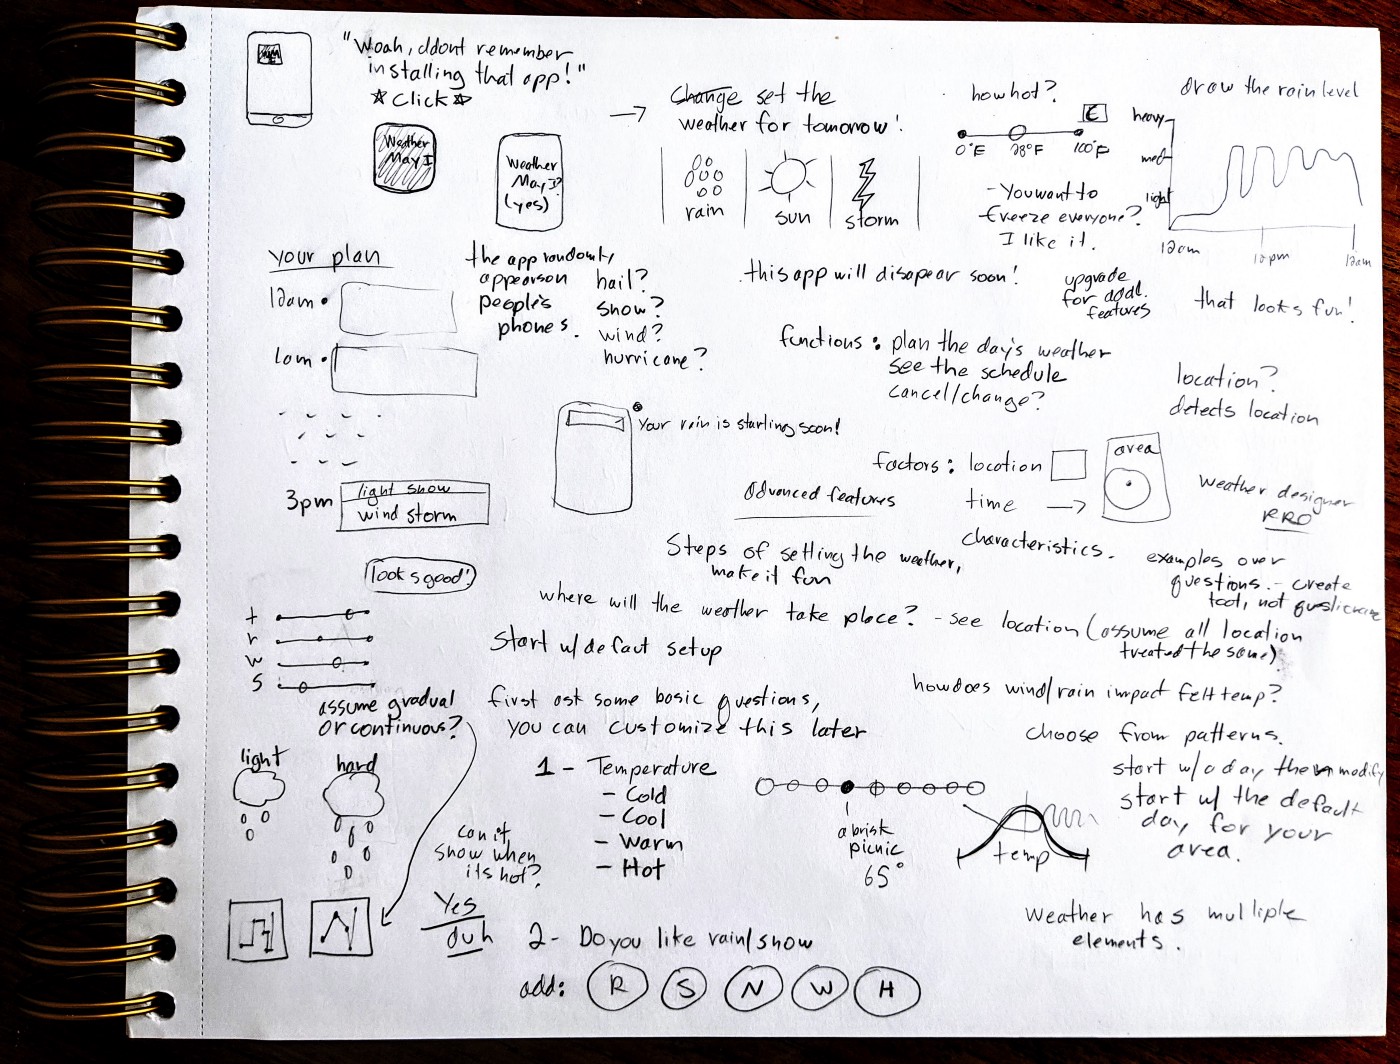 "Woah, I dont remember
installing that app!"
☆Click☆
Weather
May I
Weather
May I?
(yes)
Change set the
weather for tomorrow!
rain
sun
storm
how hot?
0°F 78°F 100°F
- You want to
freeze everyone?
I like it.
draw the rain level
heavy
med
light
12am 12pm 12am
your plan
12am •
1am •
3pm
light snow
wind storm
looks good!
the app randomly
appears on
people's
phones.
hail?
snow?
wind?
hurricane?
this app will disapear soon!
upgrade
for addl.
features
that looks fun!
functions: plan the day's weather
see the schedule
cancel/change?
location?
detects location
Your rain is starting soon!
factors: location
time →
characteristics.
area
advanced features
weather designer
PRO
Steps of setting the weather,
make it fun
examples over
questions. - create
tool, not questionnaire
where will the weather take place? - see location (assume all location
treated the same)
t
r
w
s
Start w/ defaut setup
assume gradual
or continuous?
first ask some basic questions,
you can customize this later
how does wind/rain impact felt temp?
choose from patterns.
start w/ a day then modify
start w/ the default
day for your
area.
light
hard
1 - Temperature
- Cold
- Cool
- Warm
- Hot
a brisk
picnic
65°
temp
can it
snow when
its hot?
Yes
duh
weather has multiple
elements.
2 - Do you like rain/snow
add: R S N W H